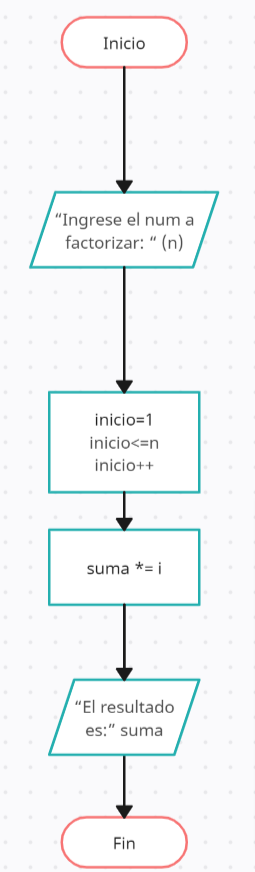 Inicio
“Ingrese el num a
factorizar: “ (n)
inicio=1
inicio<=n
inicio++
suma *= i
“El resultado
es:” suma
Fin